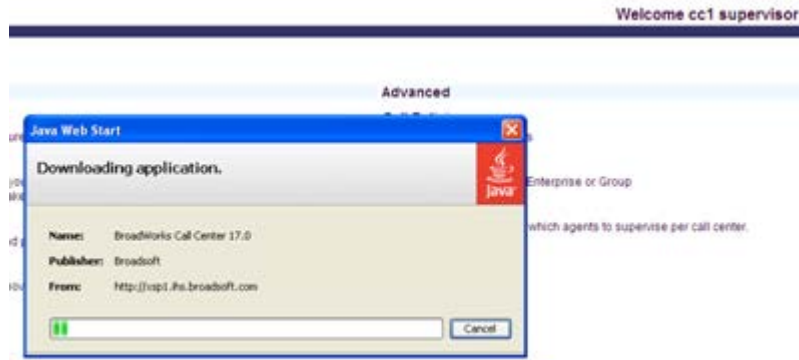 Welcome cc1 supervisor
Advanced
Java Web Start
Downloading application.
Java
Enterprise or Group
Name: BroadWorks Call Center 17.0
which agents to supervise per call center.
Publisher: Broadsoft
From: http://xsp1.ihs.broadsoft.com
Cancel